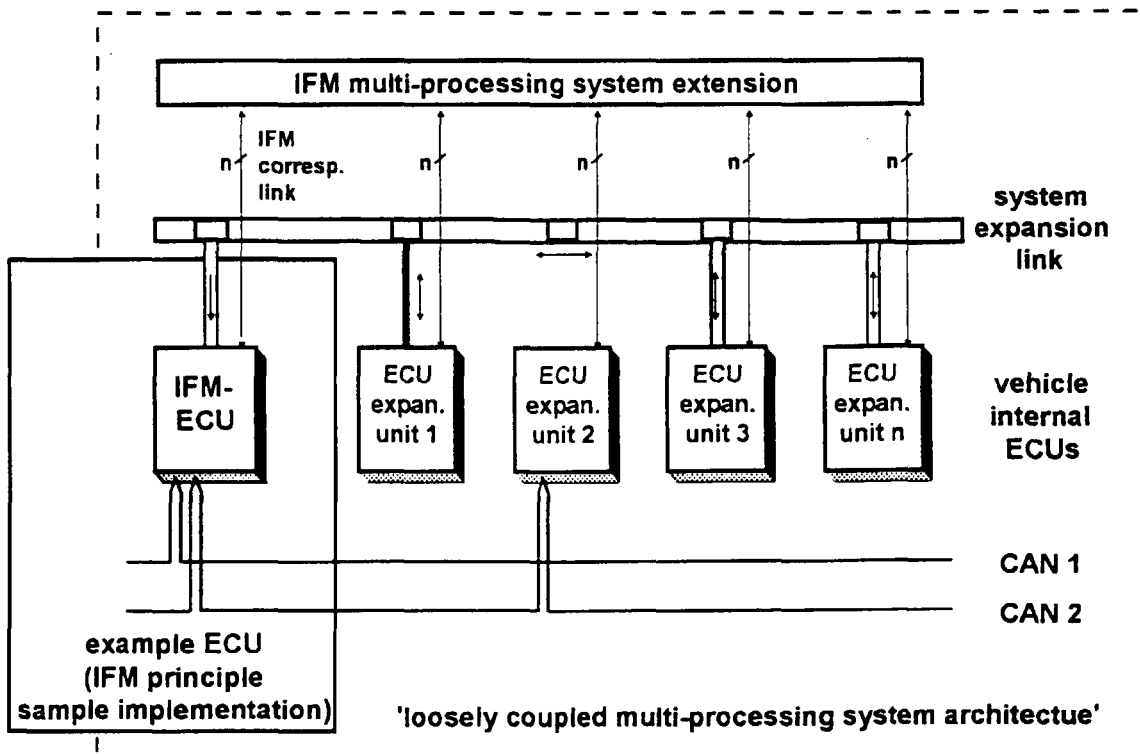 IFM multi-processing system extension
IFM
corresp.
link
n
n
n
n
n
system
expansion
link
IFM-
ECU
ECU
expan.
unit 1
ECU
expan.
unit 2
ECU
expan.
unit 3
ECU
expan.
unit n
vehicle
internal
ECUs
CAN 1
CAN 2
example ECU
(IFM principle
sample implementation)
'loosely coupled multi-processing system architectue'